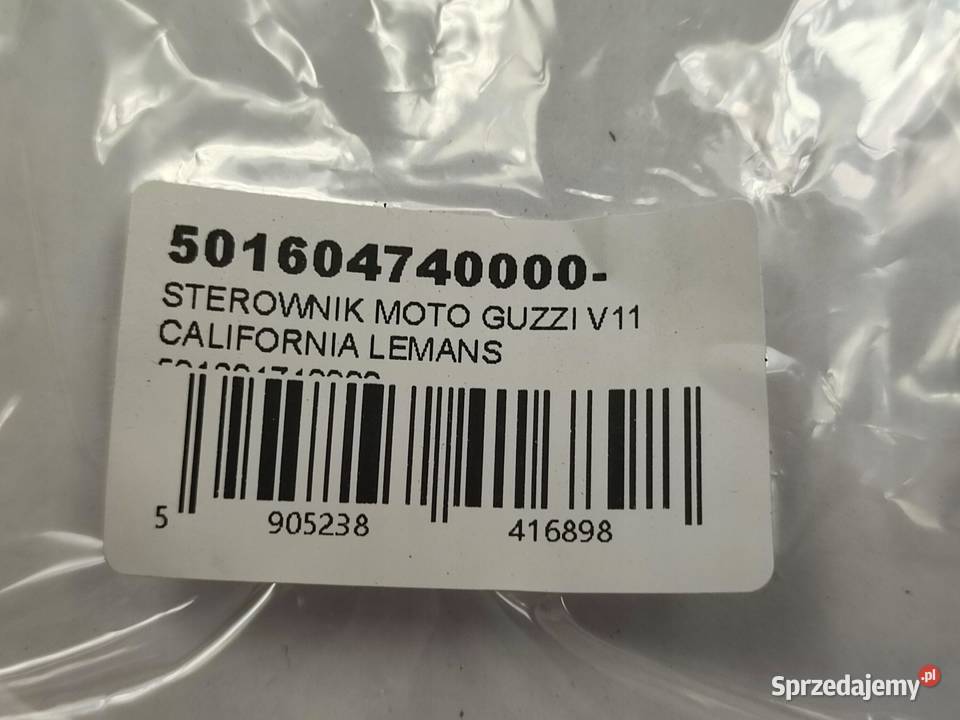 501604740000-
STEROWNIK MOTO GUZZI V11
CALIFORNIA LEMANS
5 905238 416898
Sprzedajemy.pl